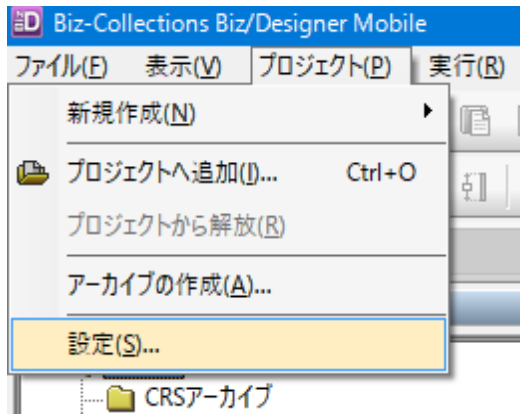 Biz-Collections Biz/Designer Mobile
ファイル(F) 表示(V) プロジェクト(P) 実行(R)
新規作成(N)
プロジェクトへ追加(I)... Ctrl+O
プロジェクトから解放(R)
アーカイブの作成(A)...
設定(S)...
CRSアーカイブ